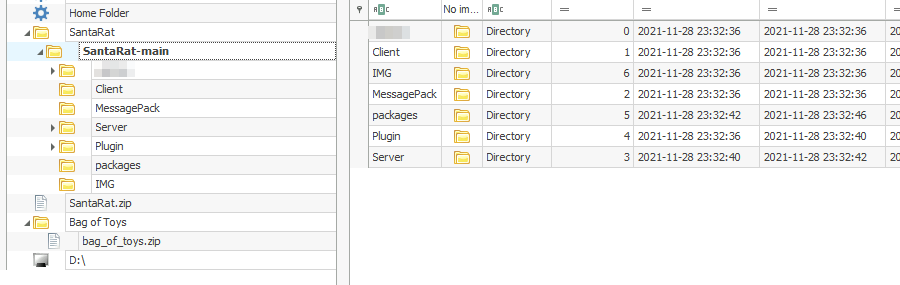 Home Folder
SantaRat
SantaRat-main
Client
MessagePack
Server
Plugin
packages
IMG
SantaRat.zip
Bag of Toys
bag_of_toys.zip
D:\
ABC No im... ABC = = =
Directory 0 2021-11-28 23:32:36 2021-11-28 23:32:36 20
Client Directory 1 2021-11-28 23:32:36 2021-11-28 23:32:36 20
IMG Directory 6 2021-11-28 23:32:36 2021-11-28 23:32:36 20
MessagePack Directory 2 2021-11-28 23:32:36 2021-11-28 23:32:36 20
packages Directory 5 2021-11-28 23:32:42 2021-11-28 23:32:46 20
Plugin Directory 4 2021-11-28 23:32:36 2021-11-28 23:32:40 20
Server Directory 3 2021-11-28 23:32:40 2021-11-28 23:32:42 20